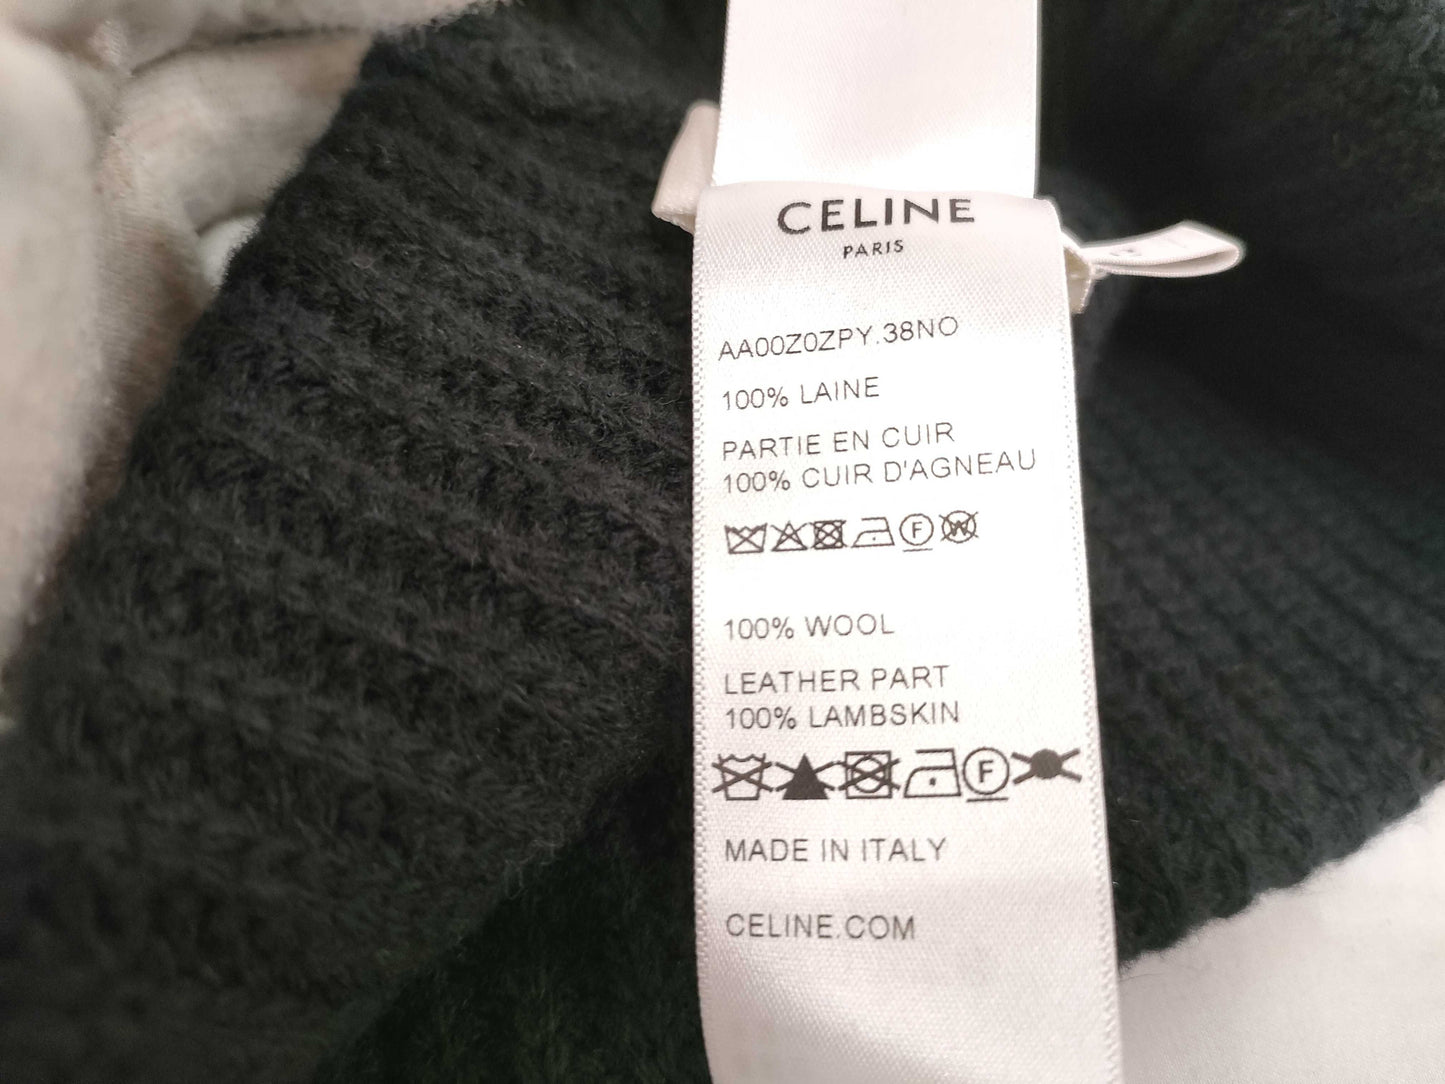 CELINE
PARIS
AA00Z0ZPY.38NO
100% LAINE
PARTIE EN CUIR
100% CUIR D'AGNEAU
F W
100% WOOL
LEATHER PART
100% LAMBSKIN
F
MADE IN ITALY
CELINE.COM